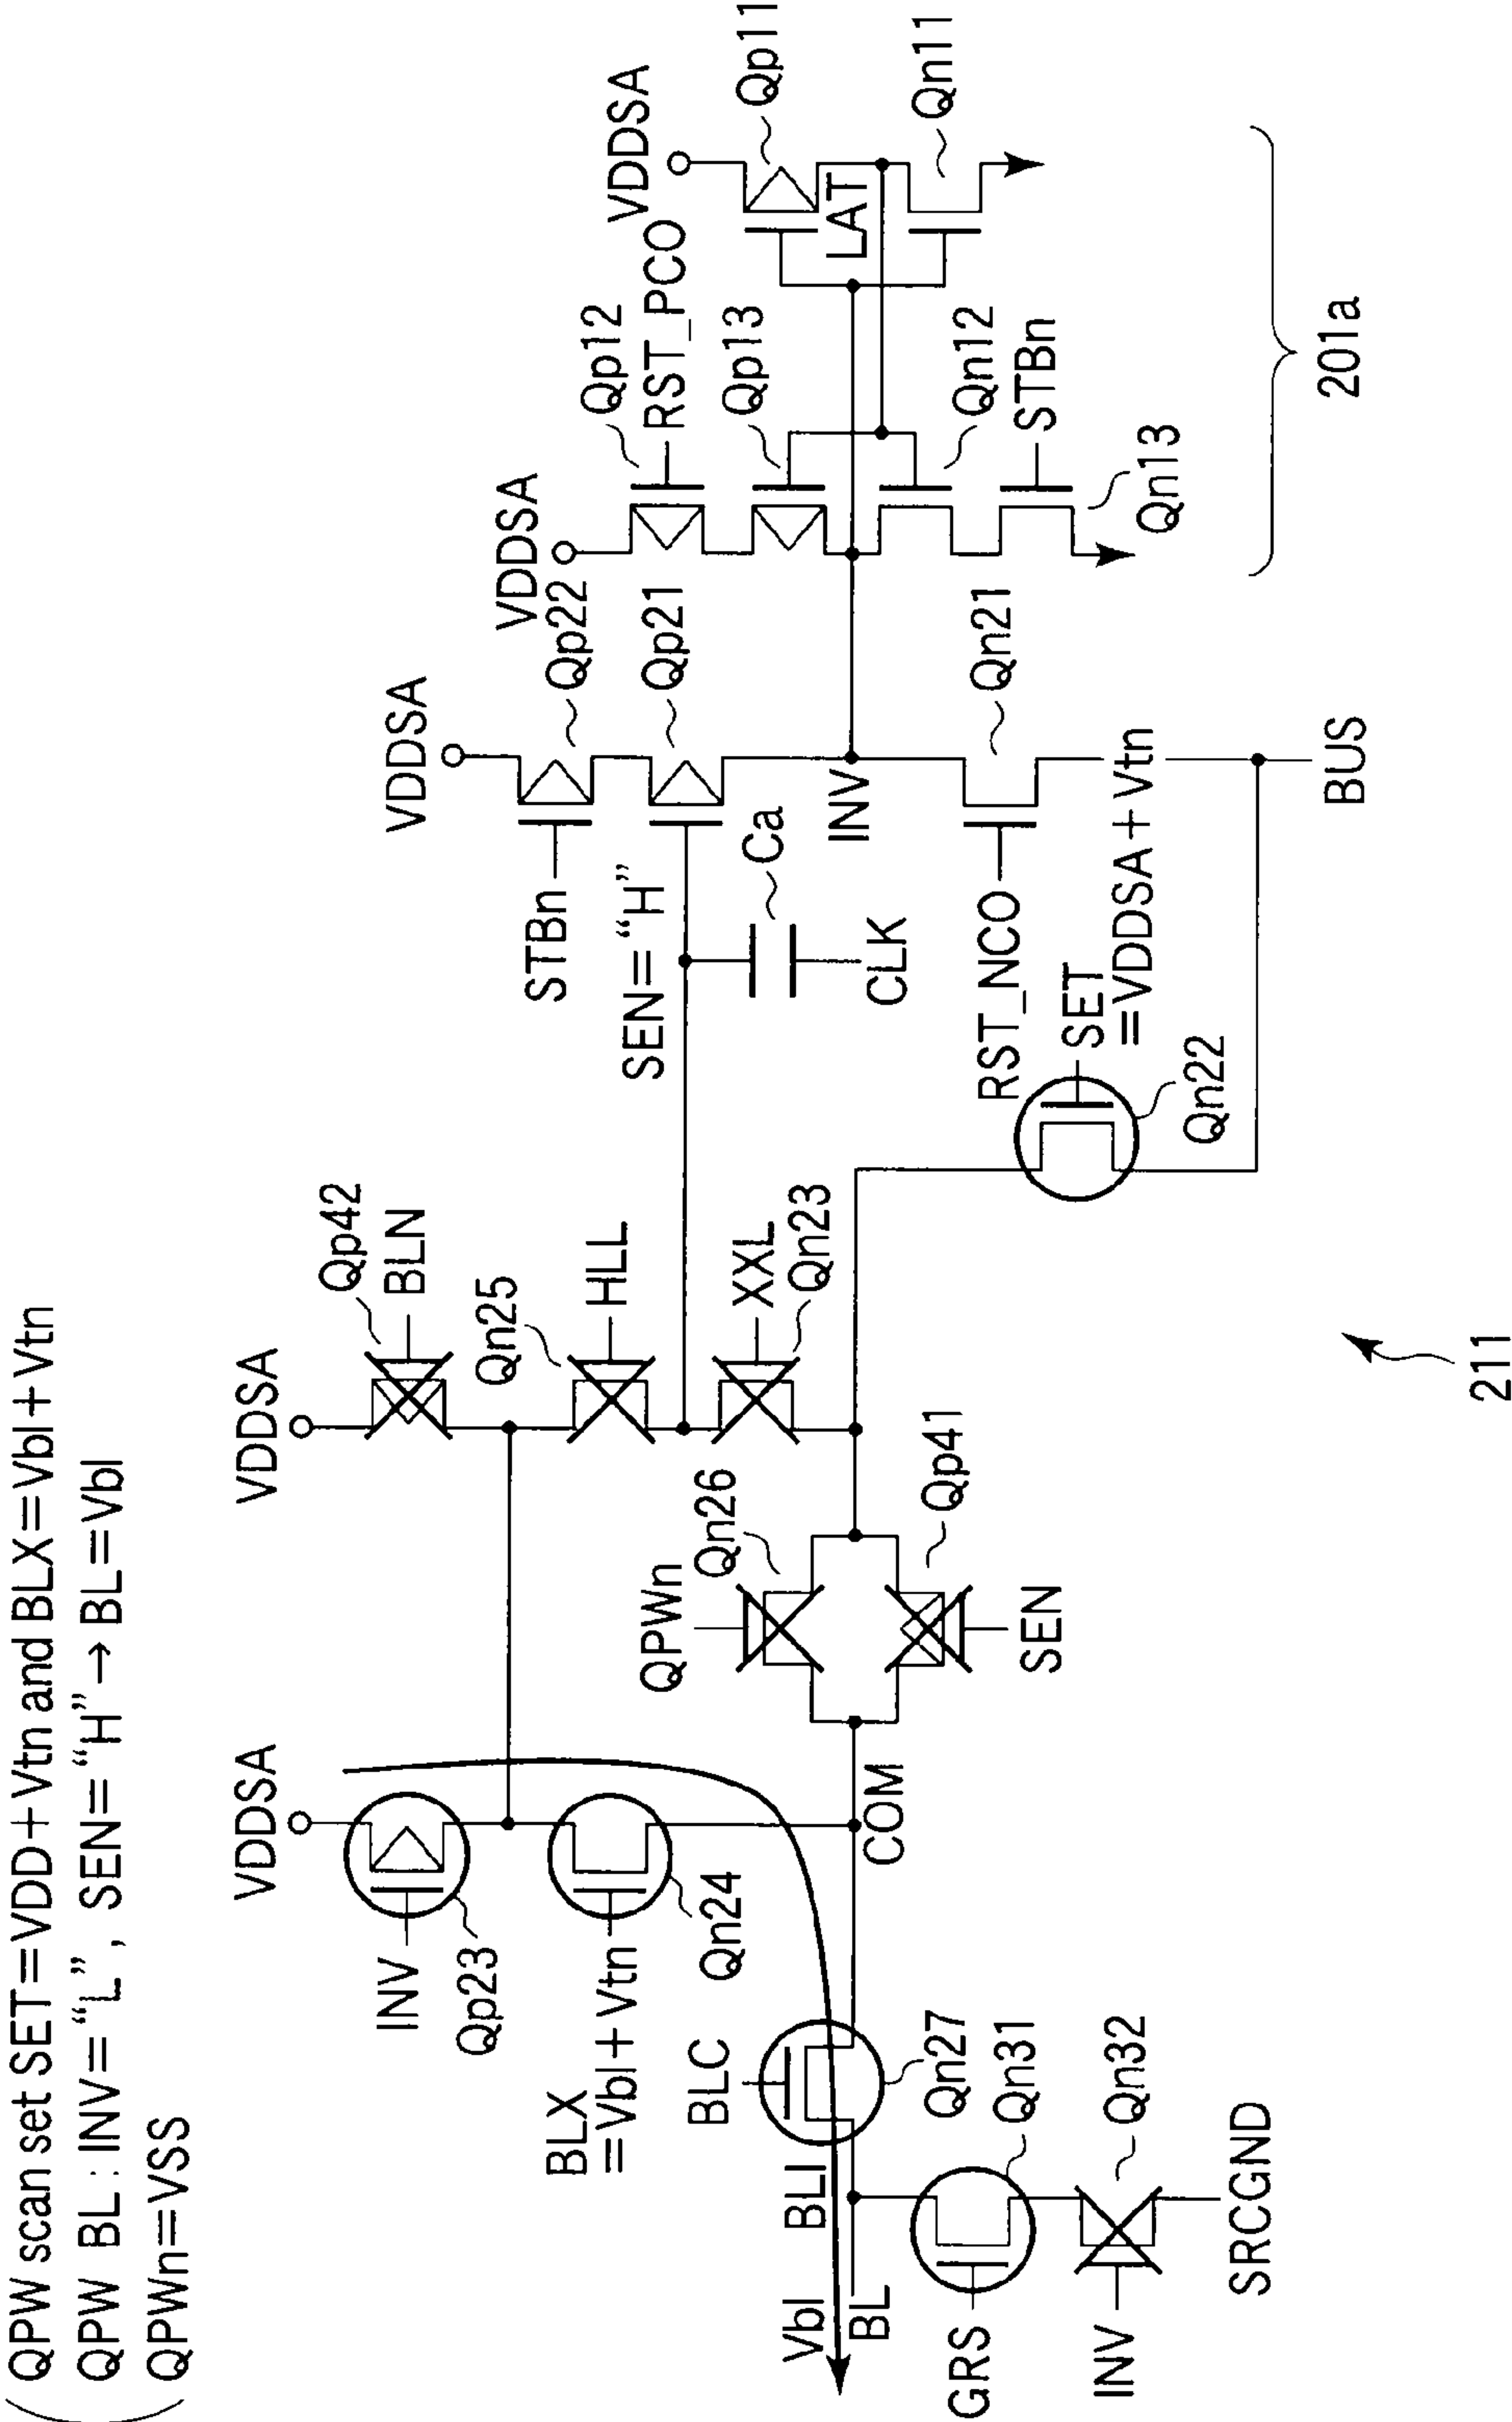 QPW scan set SET=VDD+Vtn and BLX=Vbl+Vtn
QPW BL : INV="L", SEN="H"→BL=Vbl
QPWn=VSS
VDDSA
VDDSA
VDDSA
VDDSA
VDDSA
INV
Qp23
BLX
=Vbl+Vtn
Qn24
Qp42
BLN
Qn25
HLL
XXL
Qn23
QPWn
Qn26
Qp41
SEN
COM
BLC
Qn27
BLI
Vbl
BL
GRS
Qn31
INV
Qn32
SRCGND
STBn
Qp22
Qp21
SEN="H"
Ca
CLK
INV
RST_NCO
Qn21
SET
=VDDSA+Vtn
Qn22
BUS
Qp12
RST_PCO
Qp13
Qn12
STBn
Qn13
Qp11
LAT
Qn11
201a
211